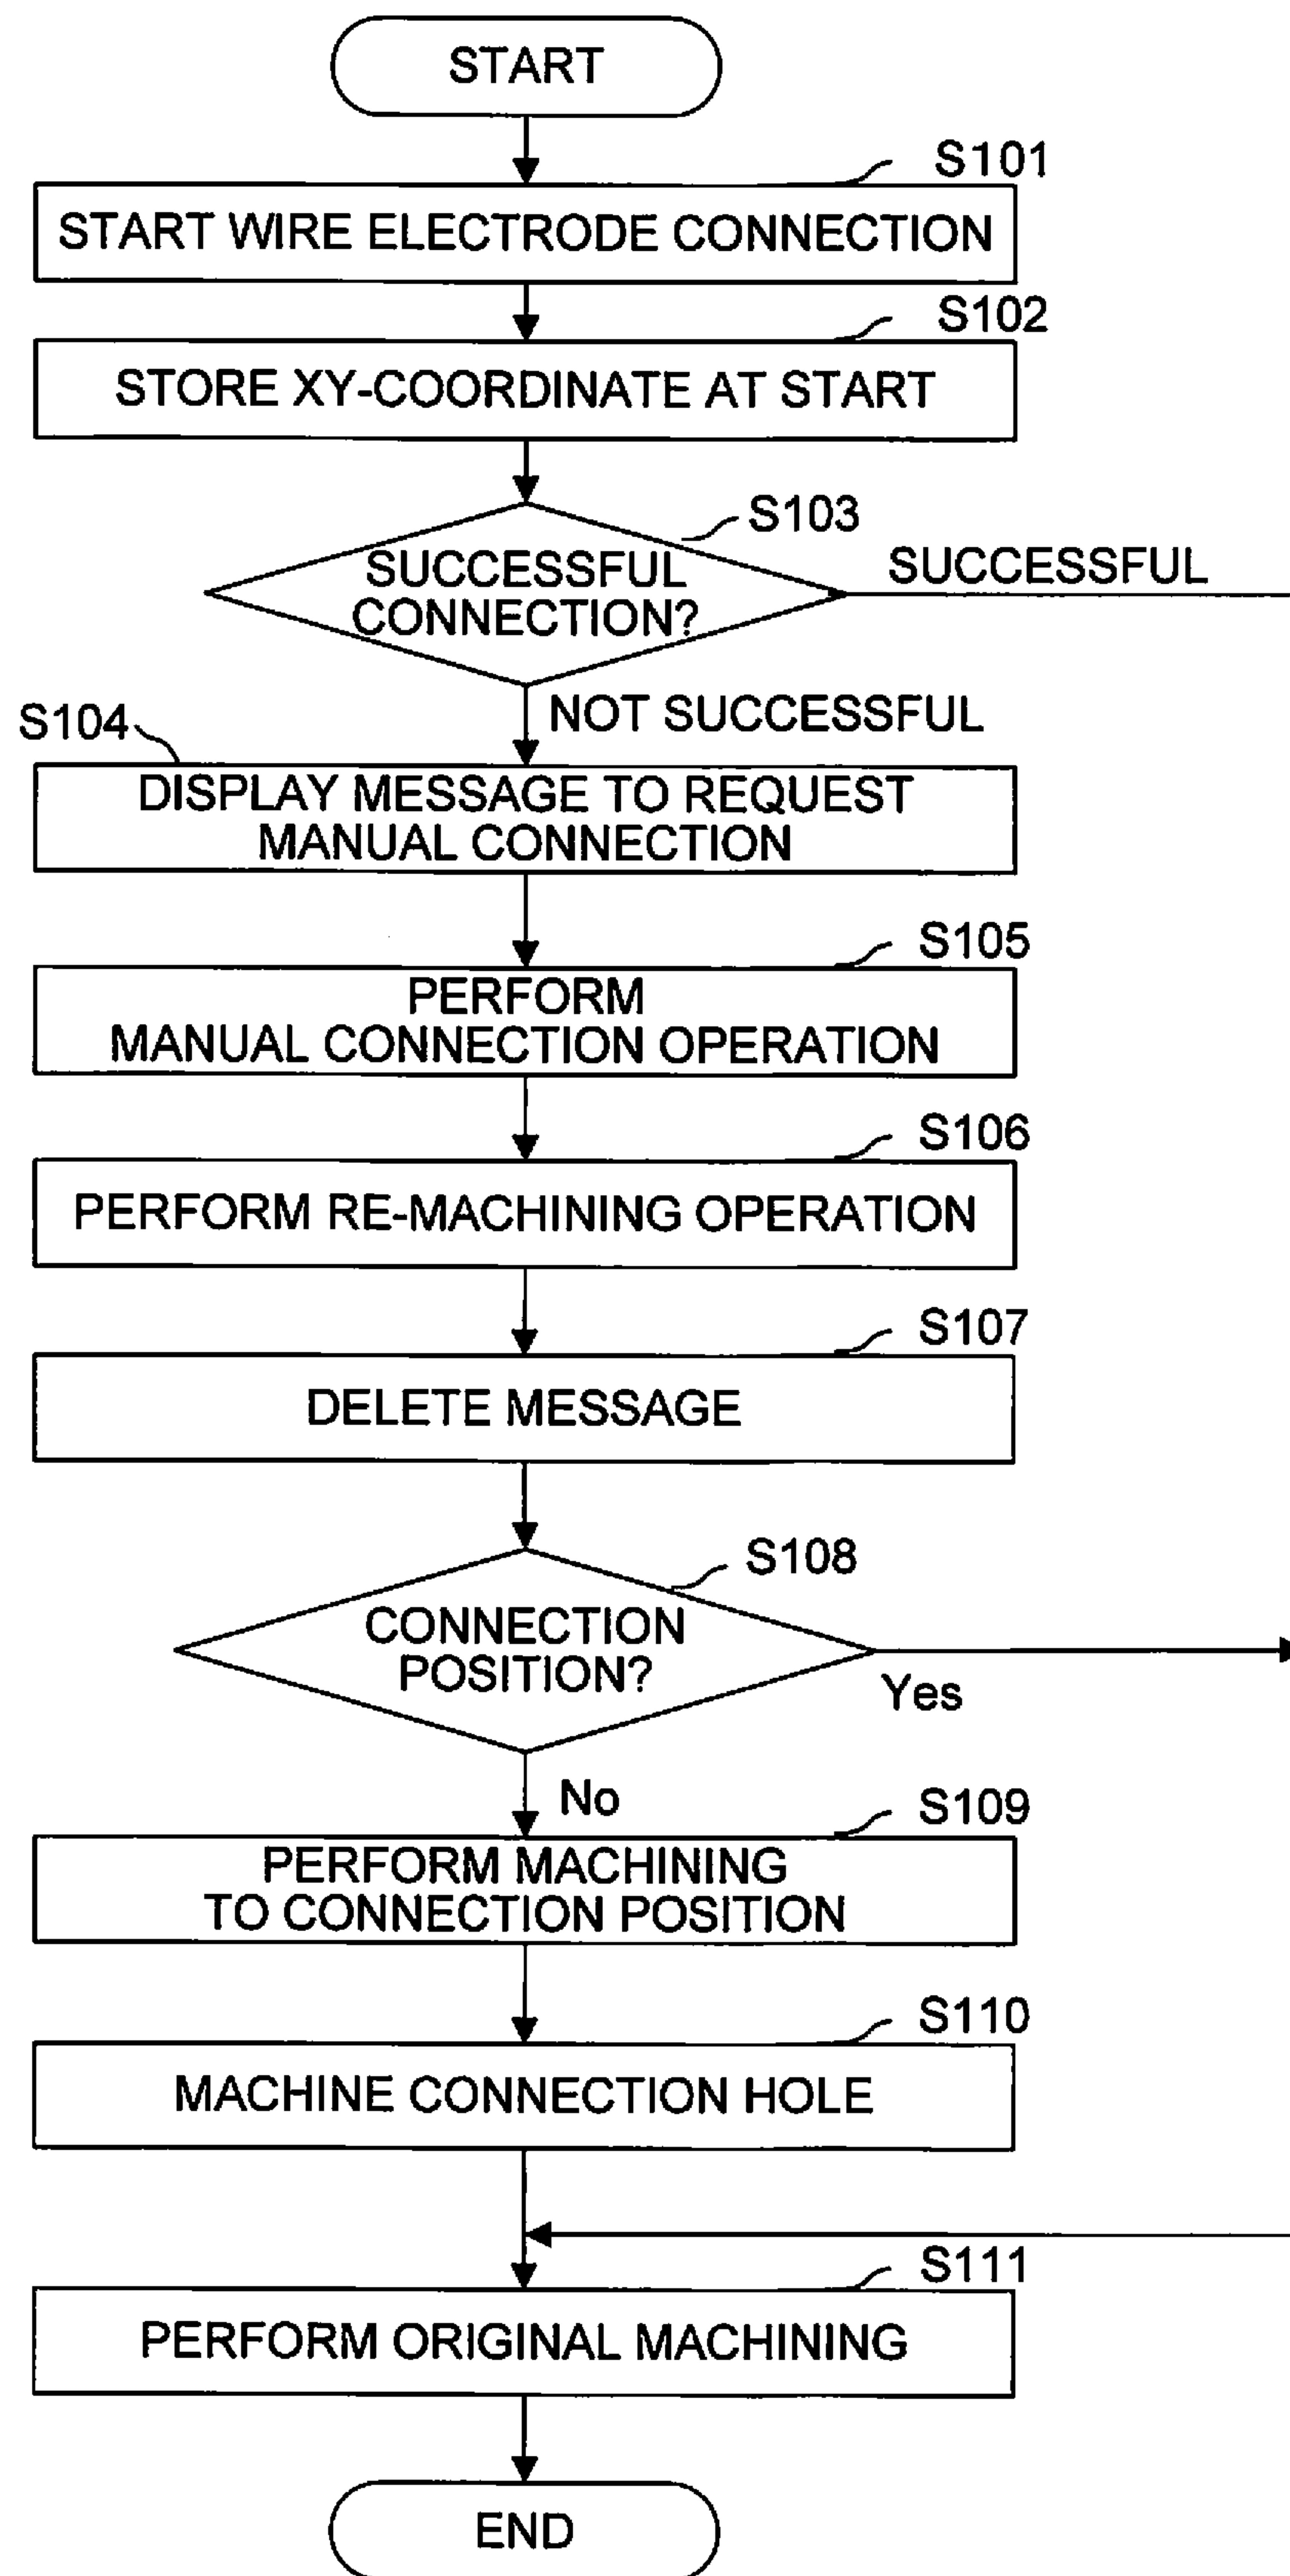 START
S101
START WIRE ELECTRODE CONNECTION
S102
STORE XY-COORDINATE AT START
S103
SUCCESSFUL
CONNECTION?
SUCCESSFUL
NOT SUCCESSFUL
S104
DISPLAY MESSAGE TO REQUEST
MANUAL CONNECTION
S105
PERFORM
MANUAL CONNECTION OPERATION
S106
PERFORM RE-MACHINING OPERATION
S107
DELETE MESSAGE
S108
CONNECTION
POSITION?
Yes
No
S109
PERFORM MACHINING
TO CONNECTION POSITION
S110
MACHINE CONNECTION HOLE
S111
PERFORM ORIGINAL MACHINING
END